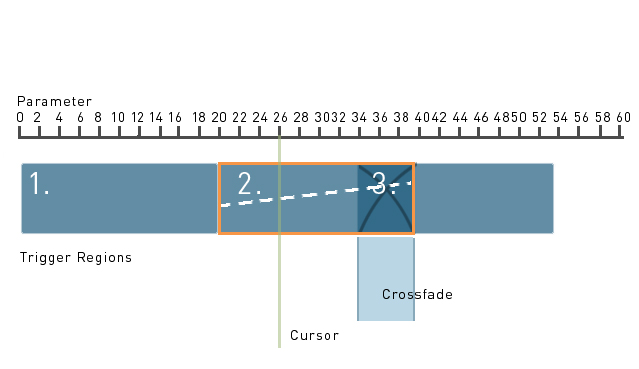 Parameter
0 2 4 6 8 10 12 14 16 18 20 22 24 26 28 30 32 34 36 38 40 42 44 46 48 50 52 54 56 58 60
1. 2. 3.
Trigger Regions
Crossfade
Cursor